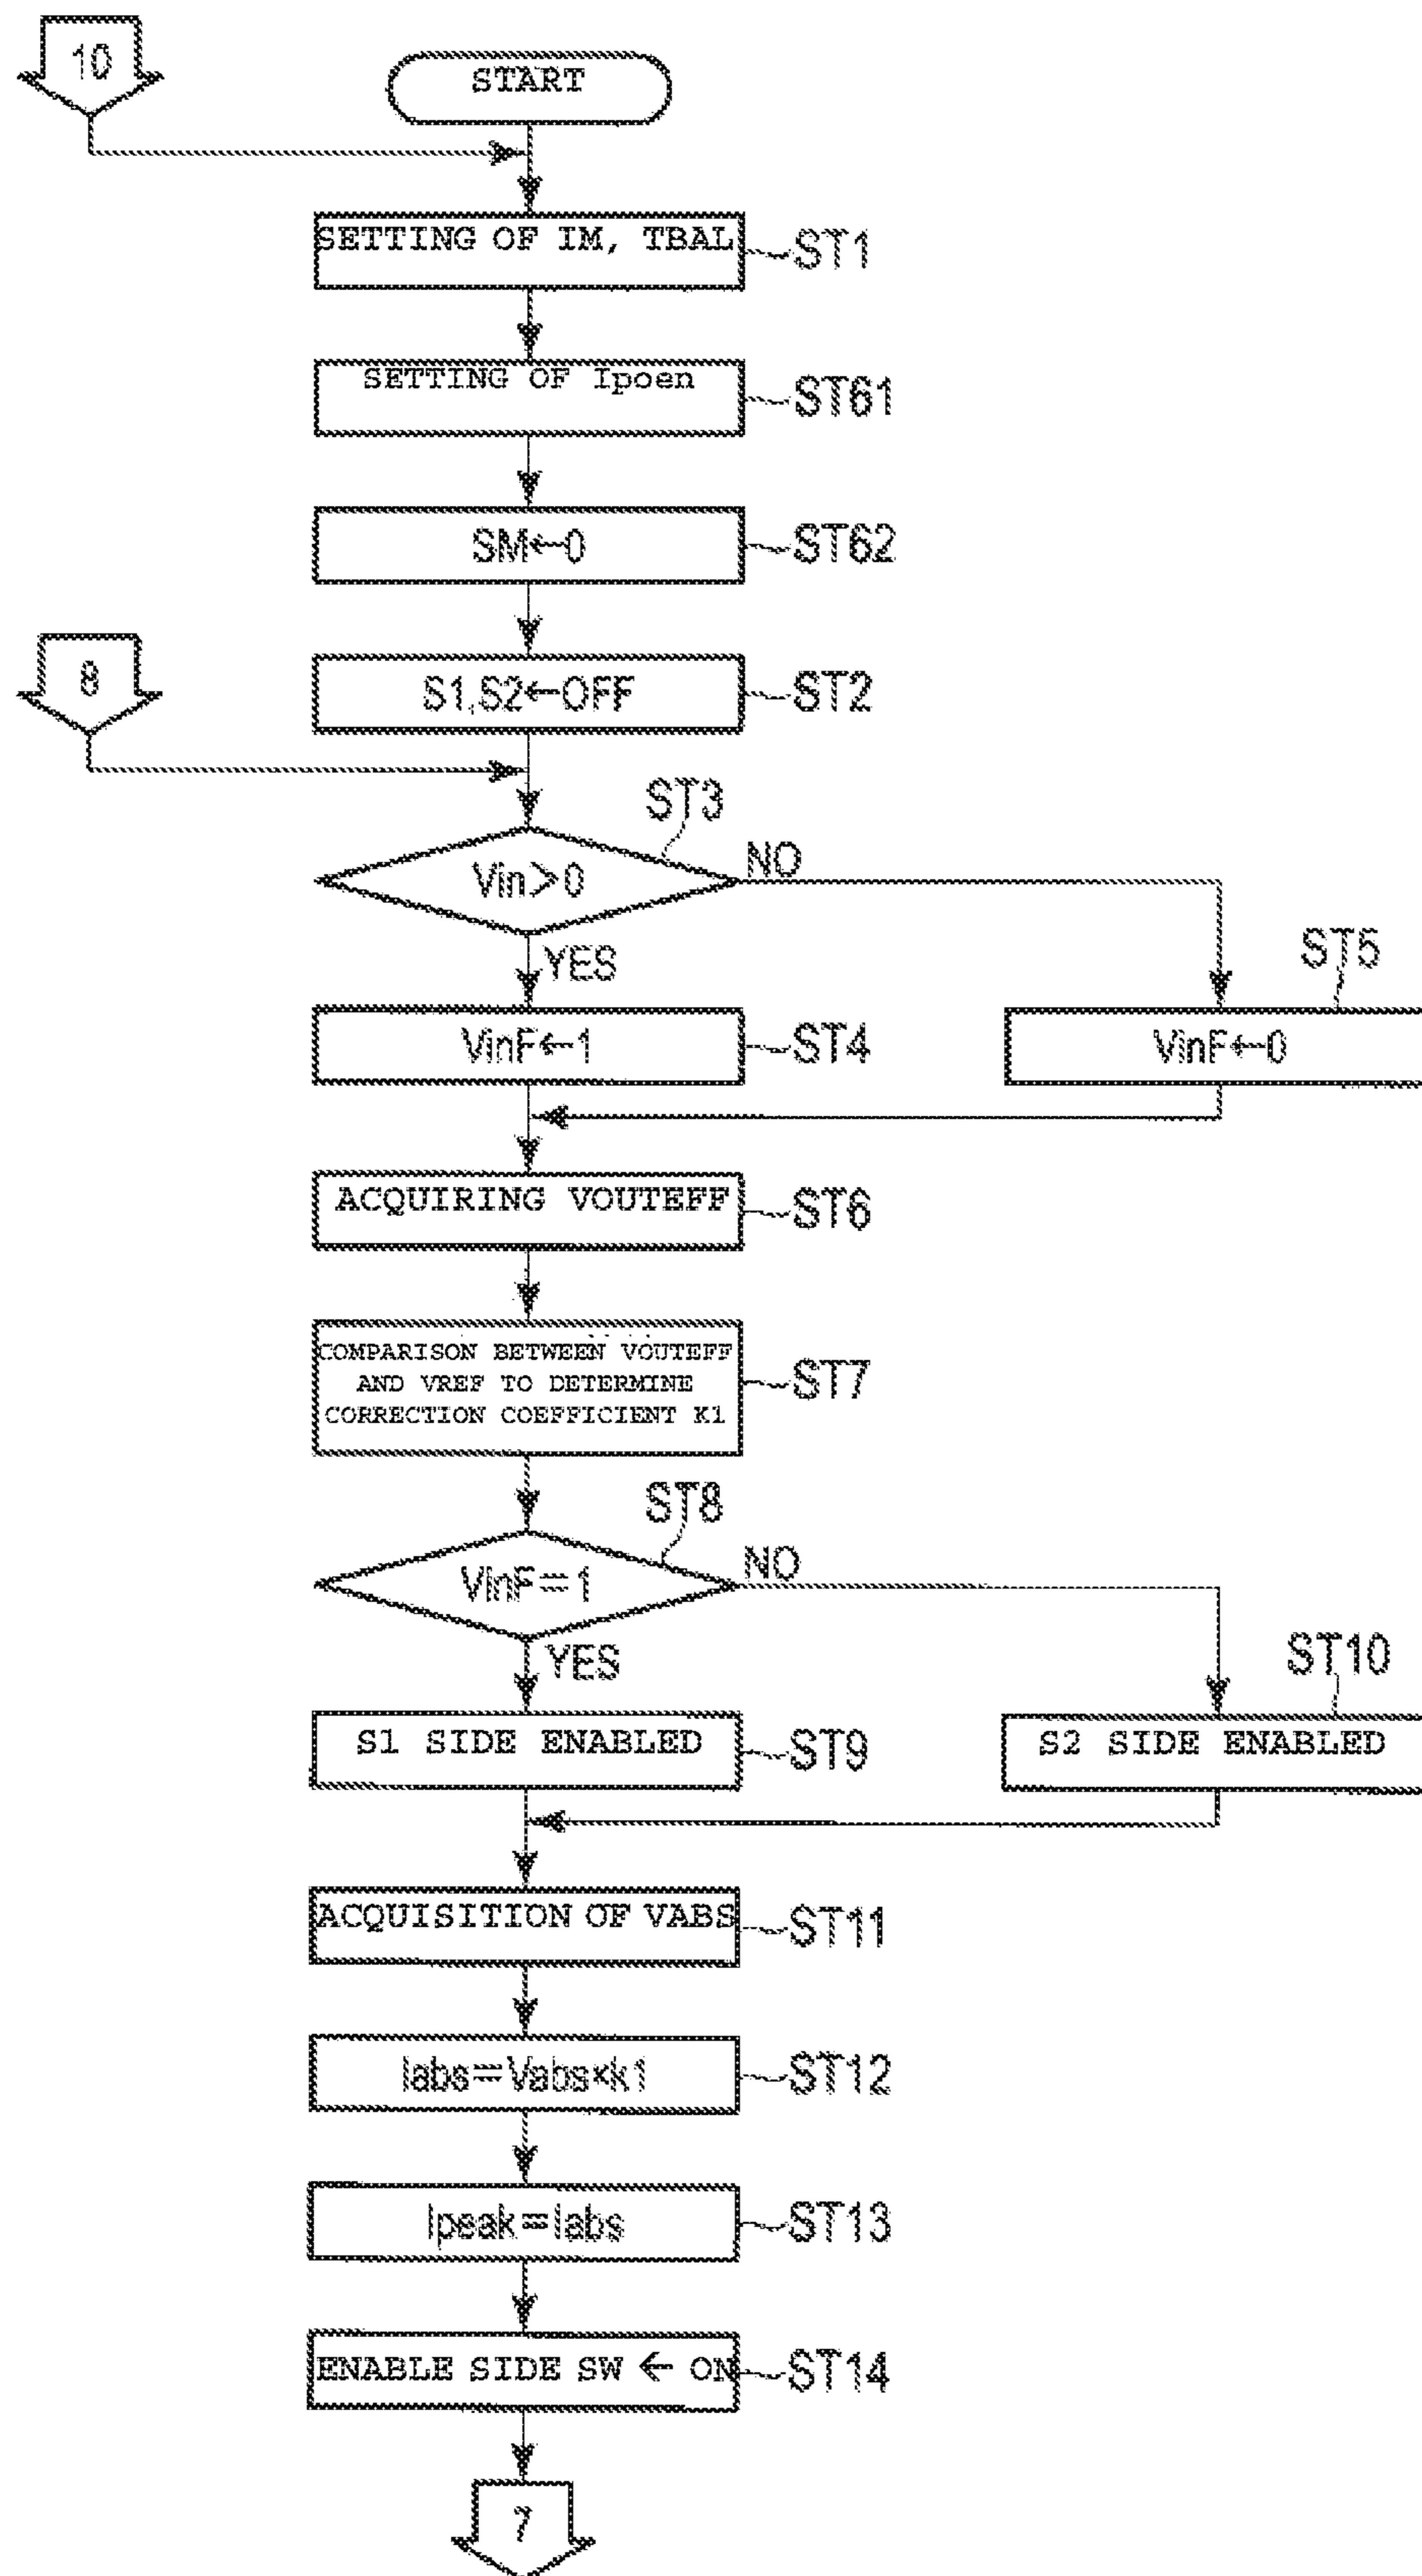 10
START
SETTING OF IM, TBAL
ST1
SETTING OF Ipoen
ST61
SM←0
ST62
8
S1,S2←OFF
ST2
ST3
Vin>0
NO
YES
ST5
VinF←1
ST4
VinF←0
ACQUIRING VOUTEFF
ST6
COMPARISON BETWEEN VOUTEFF
AND VREF TO DETERMINE
CORRECTION COEFFICIENT K1
ST7
ST8
VinF=1
NO
YES
ST10
S1 SIDE ENABLED
ST9
S2 SIDE ENABLED
ACQUISITION OF VABS
ST11
Iabs=Vabs×k1
ST12
Ipeak=Iabs
ST13
ENABLE SIDE SW ← ON
ST14
7